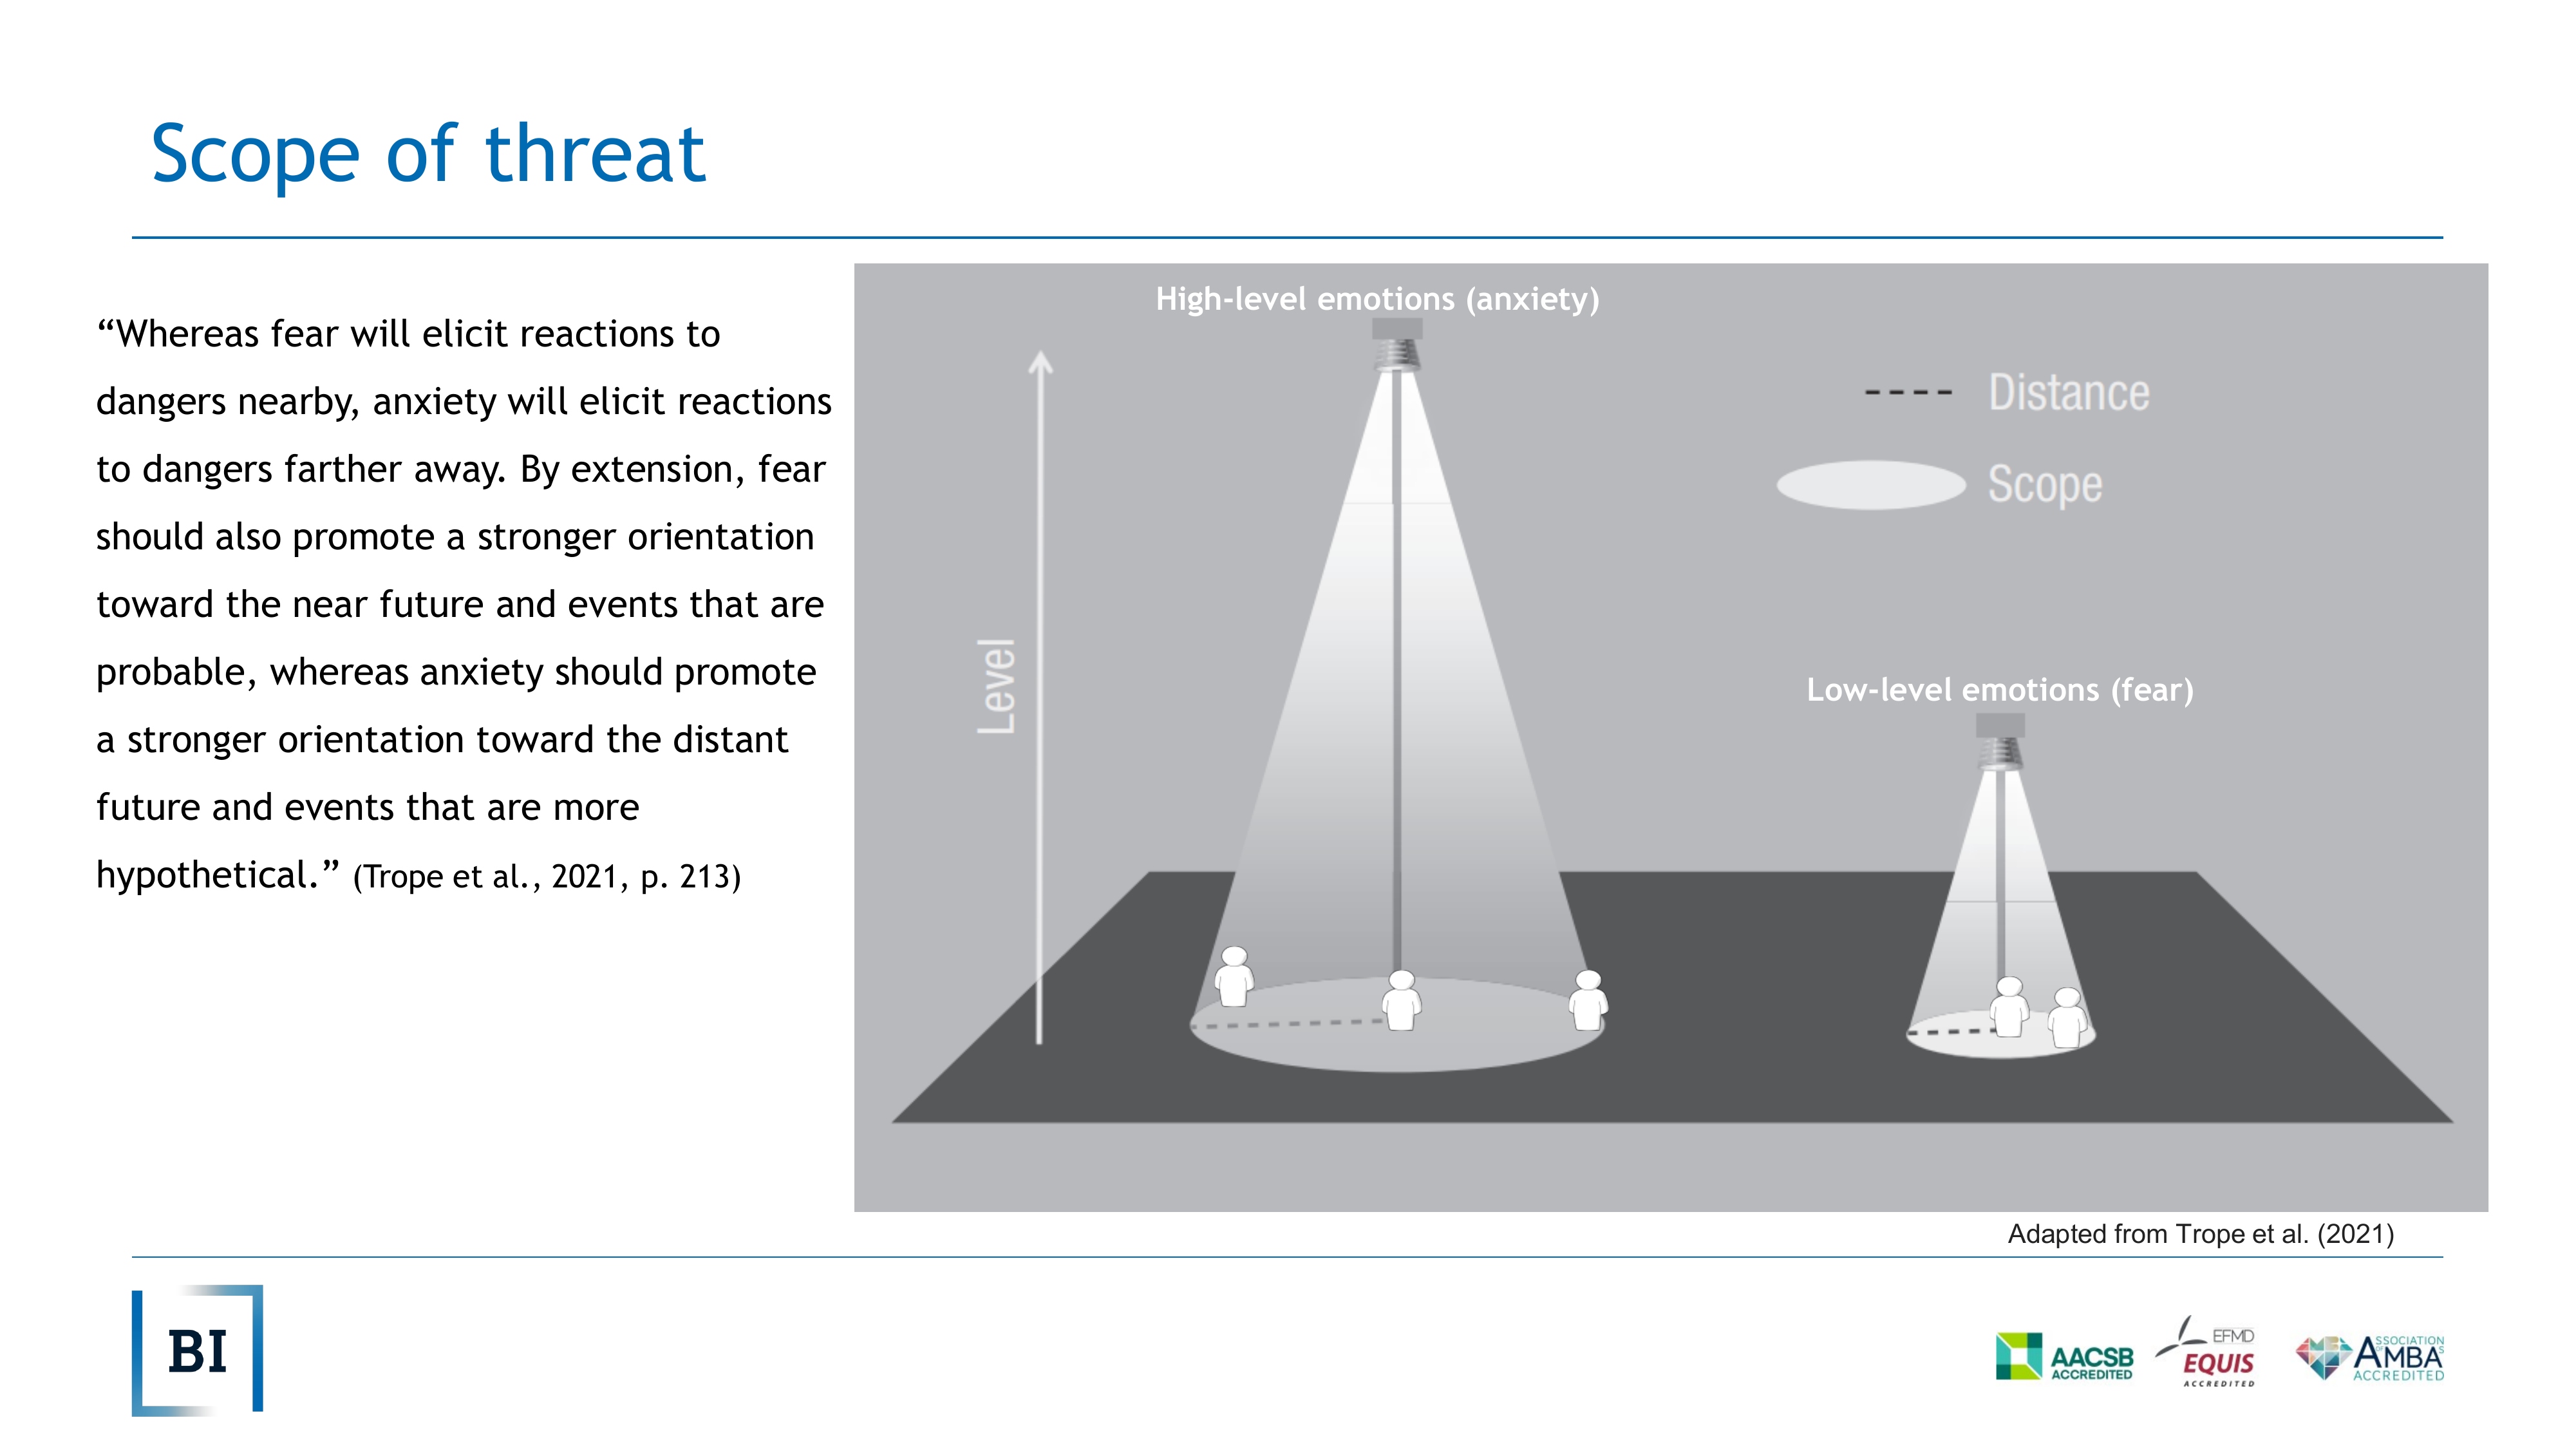 Scope of threat
“Whereas fear will elicit reactions to
dangers nearby, anxiety will elicit reactions
to dangers farther away. By extension, fear
should also promote a stronger orientation
toward the near future and events that are
probable, whereas anxiety should promote
a stronger orientation toward the distant
future and events that are more
hypothetical.” (Trope et al., 2021, p. 213)
High-level emotions (anxiety)
Distance
Scope
Level
Low-level emotions (fear)
Adapted from Trope et al. (2021)
BI
AACSB
ACCREDITED
EFMD
EQUIS
ACCREDITED
ASSOCIATION
AMBA
ACCREDITED